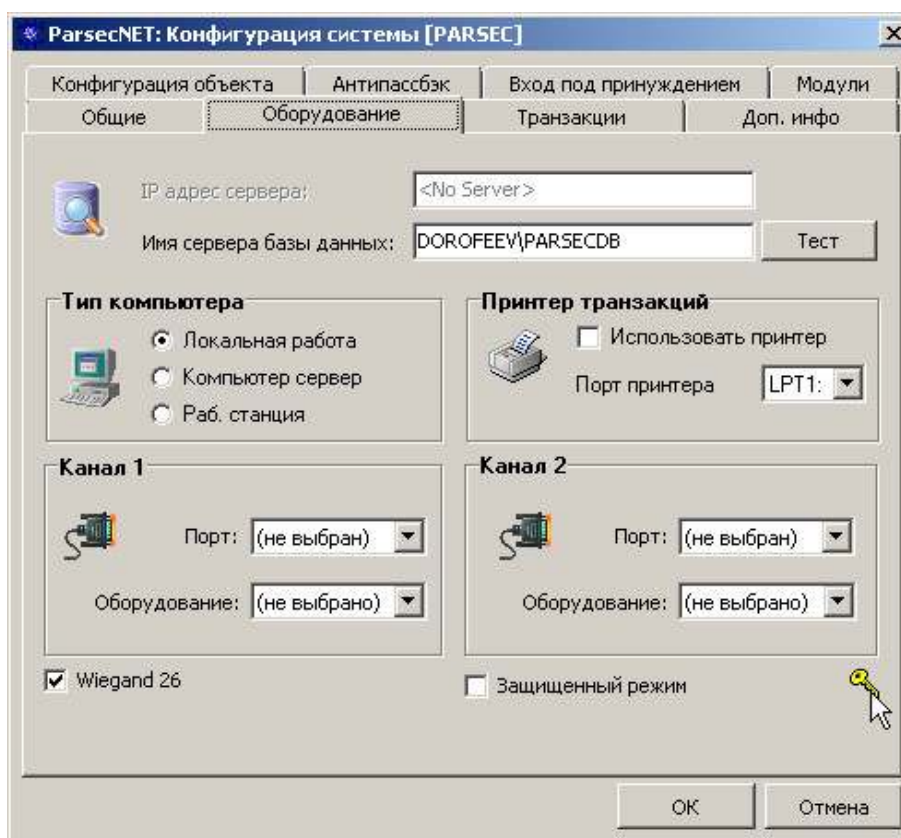 ParsecNET: Конфигурация системы [PARSEC]
Конфигурация объекта Антипассбэк Вход под принуждением Модули
Общие Оборудование Транзакции Доп. инфо
IP адрес сервера: <No Server>
Имя сервера базы данных: DOROFEEV\PARSECDB Тест
Тип компьютера
Локальная работа
Компьютер сервер
Раб. станция
Принтер транзакций
Использовать принтер
Порт принтера LPT1:
Канал 1
Порт: (не выбран)
Оборудование: (не выбрано)
Канал 2
Порт: (не выбран)
Оборудование: (не выбрано)
Wiegand 26
Защищенный режим
ОК Отмена